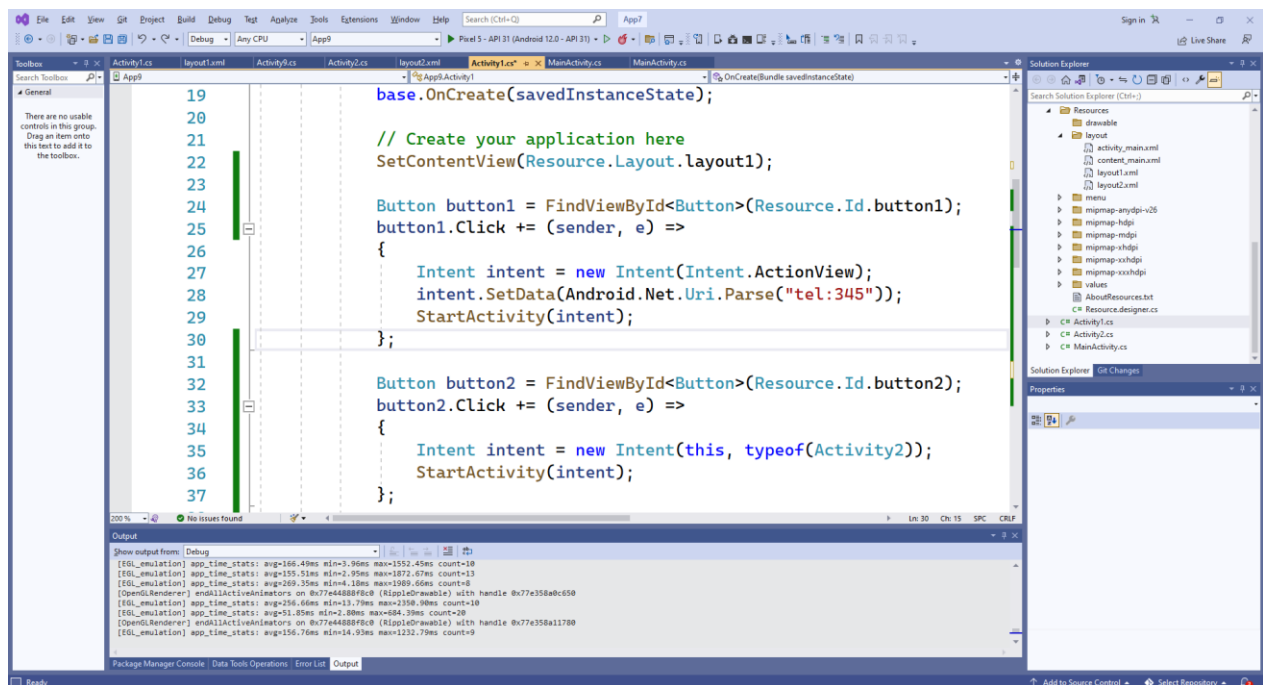 File Edit View Git Project Build Debug Test Analyze Tools Extensions Window Help Search (Ctrl+Q) App7 Sign in
Debug Any CPU App9 Pixel 5 - API 31 (Android 12.0 - API 31) Live Share
Toolbox
Search Toolbox
General
There are no usable
controls in this group.
Drag an item onto
this text to add it to
the toolbox.
Activity1.cs layout1.xml Activity9.cs Activity2.cs layout2.xml Activity1.cs* MainActivity.cs MainActivity.cs
App9 App9.Activity1 OnCreate(Bundle savedInstanceState)
19 base.OnCreate(savedInstanceState);
20
21 // Create your application here
22 SetContentView(Resource.Layout.layout1);
23
24 Button button1 = FindViewById<Button>(Resource.Id.button1);
25 button1.Click += (sender, e) =>
26 {
27 Intent intent = new Intent(Intent.ActionView);
28 intent.SetData(Android.Net.Uri.Parse("tel:345"));
29 StartActivity(intent);
30 };
31
32 Button button2 = FindViewById<Button>(Resource.Id.button2);
33 button2.Click += (sender, e) =>
34 {
35 Intent intent = new Intent(this, typeof(Activity2));
36 StartActivity(intent);
37 };
200 % No issues found Ln: 30 Ch: 15 SPC CRLF
Output
Show output from: Debug
[EGL_emulation] app_time_stats: avg=166.49ms min=3.96ms max=1552.45ms count=10
[EGL_emulation] app_time_stats: avg=155.51ms min=2.95ms max=1872.67ms count=13
[EGL_emulation] app_time_stats: avg=269.35ms min=4.18ms max=1989.66ms count=8
[OpenGLRenderer] endAllActiveAnimators on 0x77e44888f8c0 (RippleDrawable) with handle 0x77e358a0c650
[EGL_emulation] app_time_stats: avg=256.66ms min=13.79ms max=2350.90ms count=10
[EGL_emulation] app_time_stats: avg=51.85ms min=2.80ms max=684.39ms count=20
[OpenGLRenderer] endAllActiveAnimators on 0x77e44888f8c0 (RippleDrawable) with handle 0x77e358a11780
[EGL_emulation] app_time_stats: avg=156.76ms min=14.93ms max=1232.79ms count=9
Package Manager Console Data Tools Operations Error List Output
Solution Explorer
Search Solution Explorer (Ctrl+;)
Resources
drawable
layout
activity_main.xml
content_main.xml
layout1.xml
layout2.xml
menu
mipmap-anydpi-v26
mipmap-hdpi
mipmap-mdpi
mipmap-xhdpi
mipmap-xxhdpi
mipmap-xxxhdpi
values
AboutResources.txt
C# Resource.designer.cs
C# Activity1.cs
C# Activity2.cs
C# MainActivity.cs
Solution Explorer Git Changes
Properties
Ready Add to Source Control Select Repository